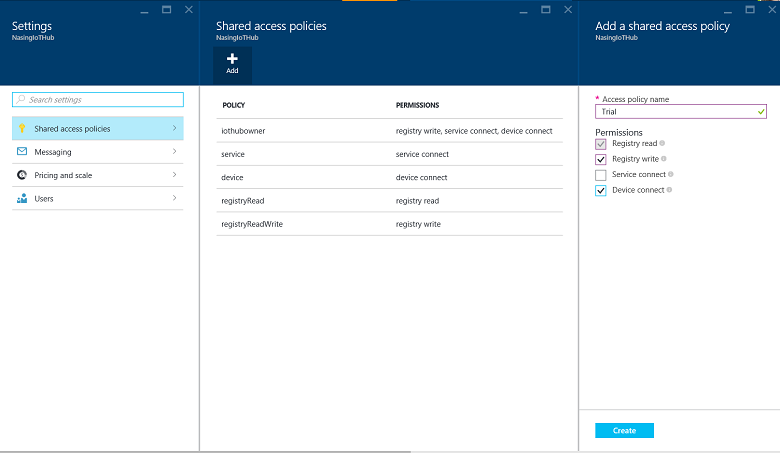 Settings
NasingIoTHub
Search settings
Shared access policies
Messaging
Pricing and scale
Users
Shared access policies
NasingIoTHub
Add
POLICY PERMISSIONS
iothubowner registry write, service connect, device connect
service service connect
device device connect
registryRead registry read
registryReadWrite registry write
Add a shared access policy
NasingIoTHub
* Access policy name
Trial
Permissions
Registry read
Registry write
Service connect
Device connect
Create